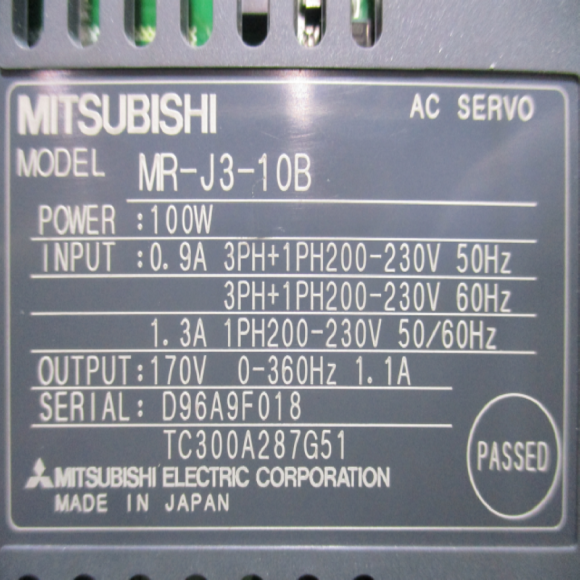 MITSUBISHI AC SERVO
MODEL MR-J3-10B
POWER :100W
INPUT :0.9A 3PH+1PH200-230V 50Hz
3PH+1PH200-230V 60Hz
1.3A 1PH200-230V 50/60Hz
OUTPUT:170V 0-360Hz 1.1A
SERIAL: D96A9F018
TC300A287G51
PASSED
MITSUBISHI ELECTRIC CORPORATION
MADE IN JAPAN